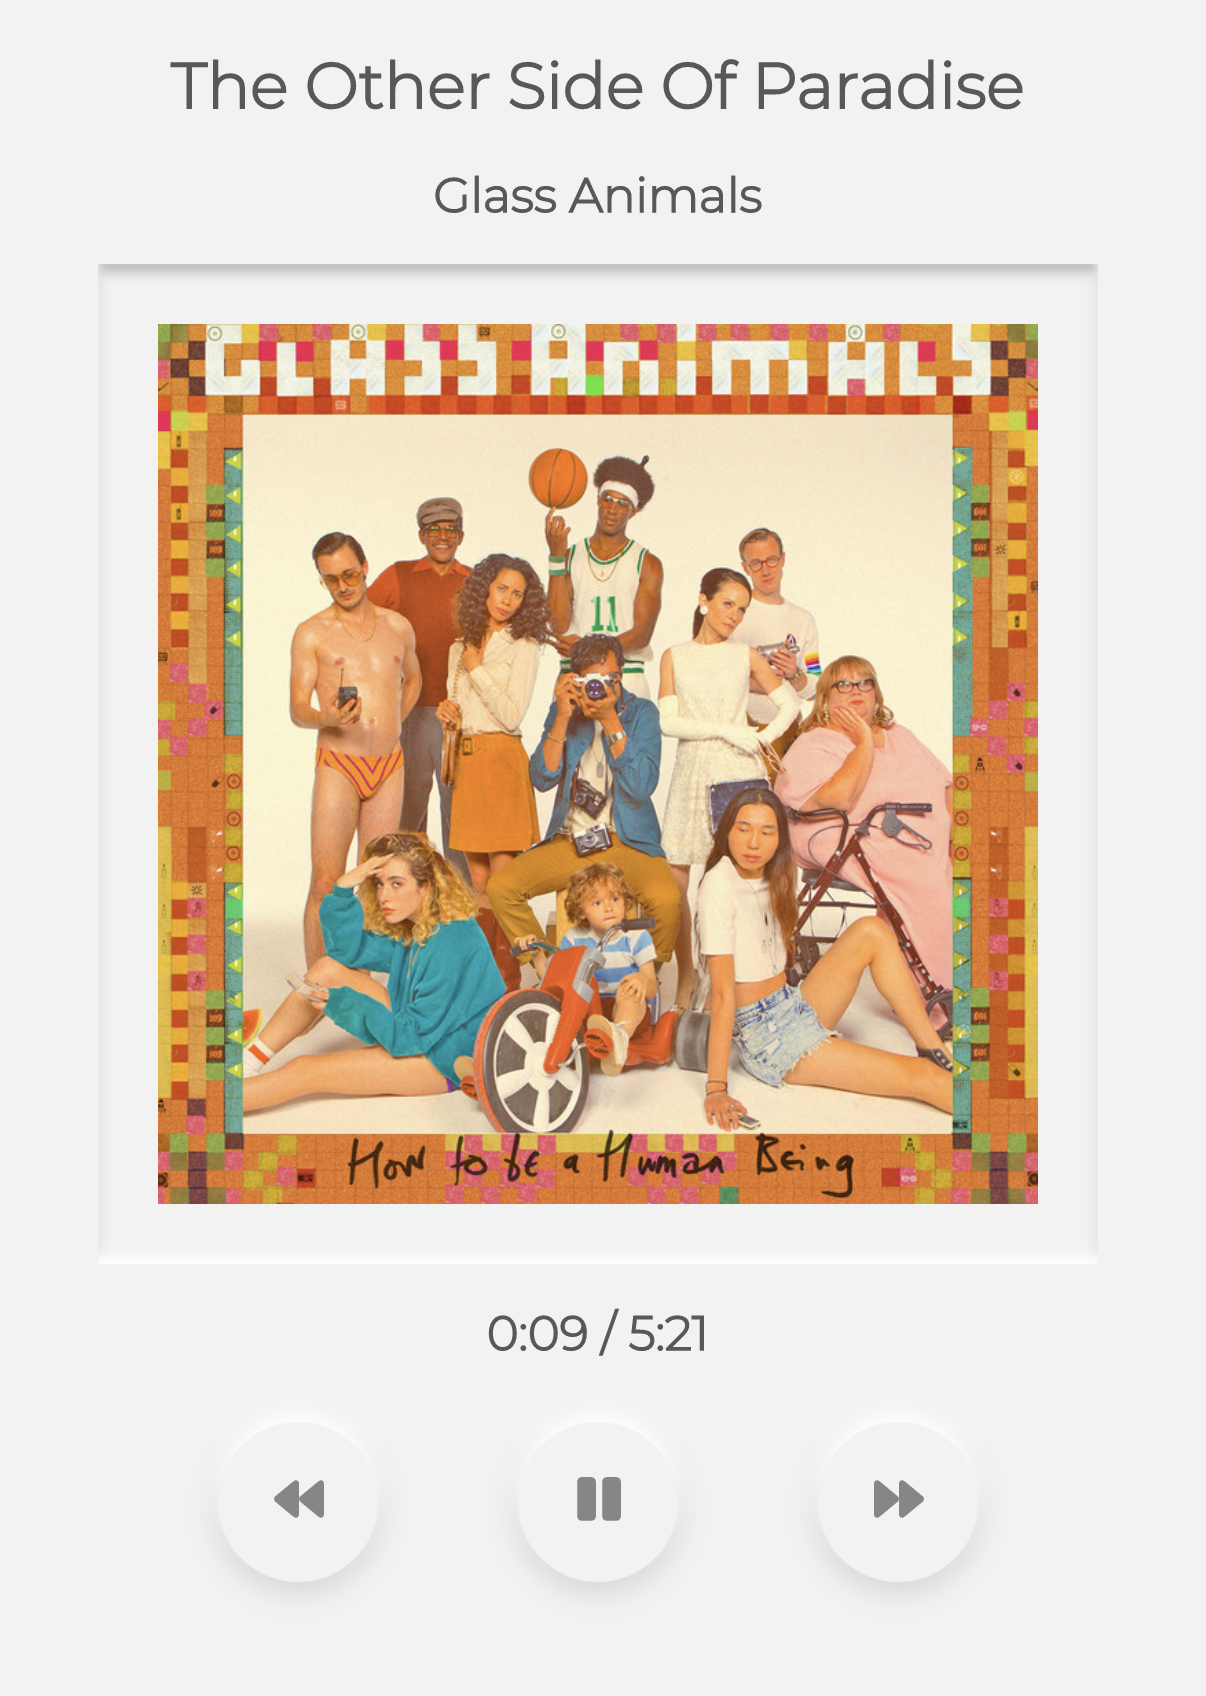 The Other Side Of Paradise
Glass Animals
GLASS ANIMALS
11
How to be a Human Being
0:09 / 5:21